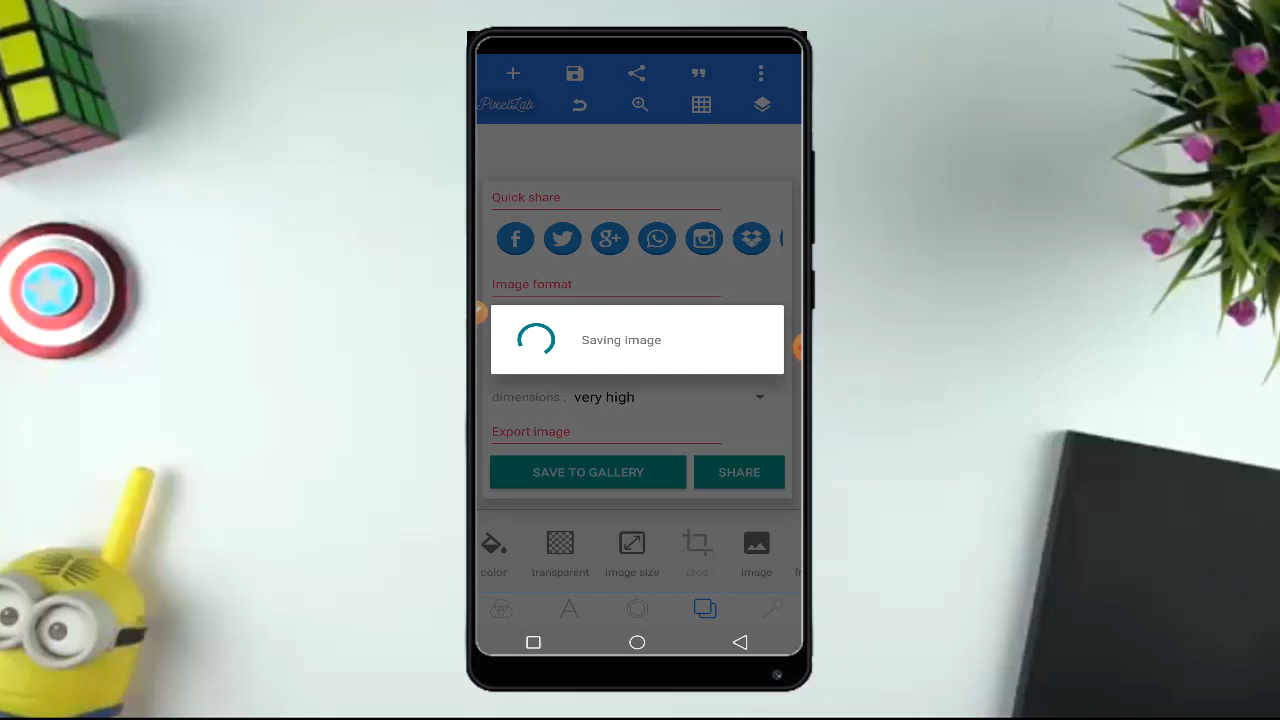 PixelLab
Quick share
Image format
Saving image
dimensions : very high
Export image
SAVE TO GALLERY SHARE
color transparent image size crop image